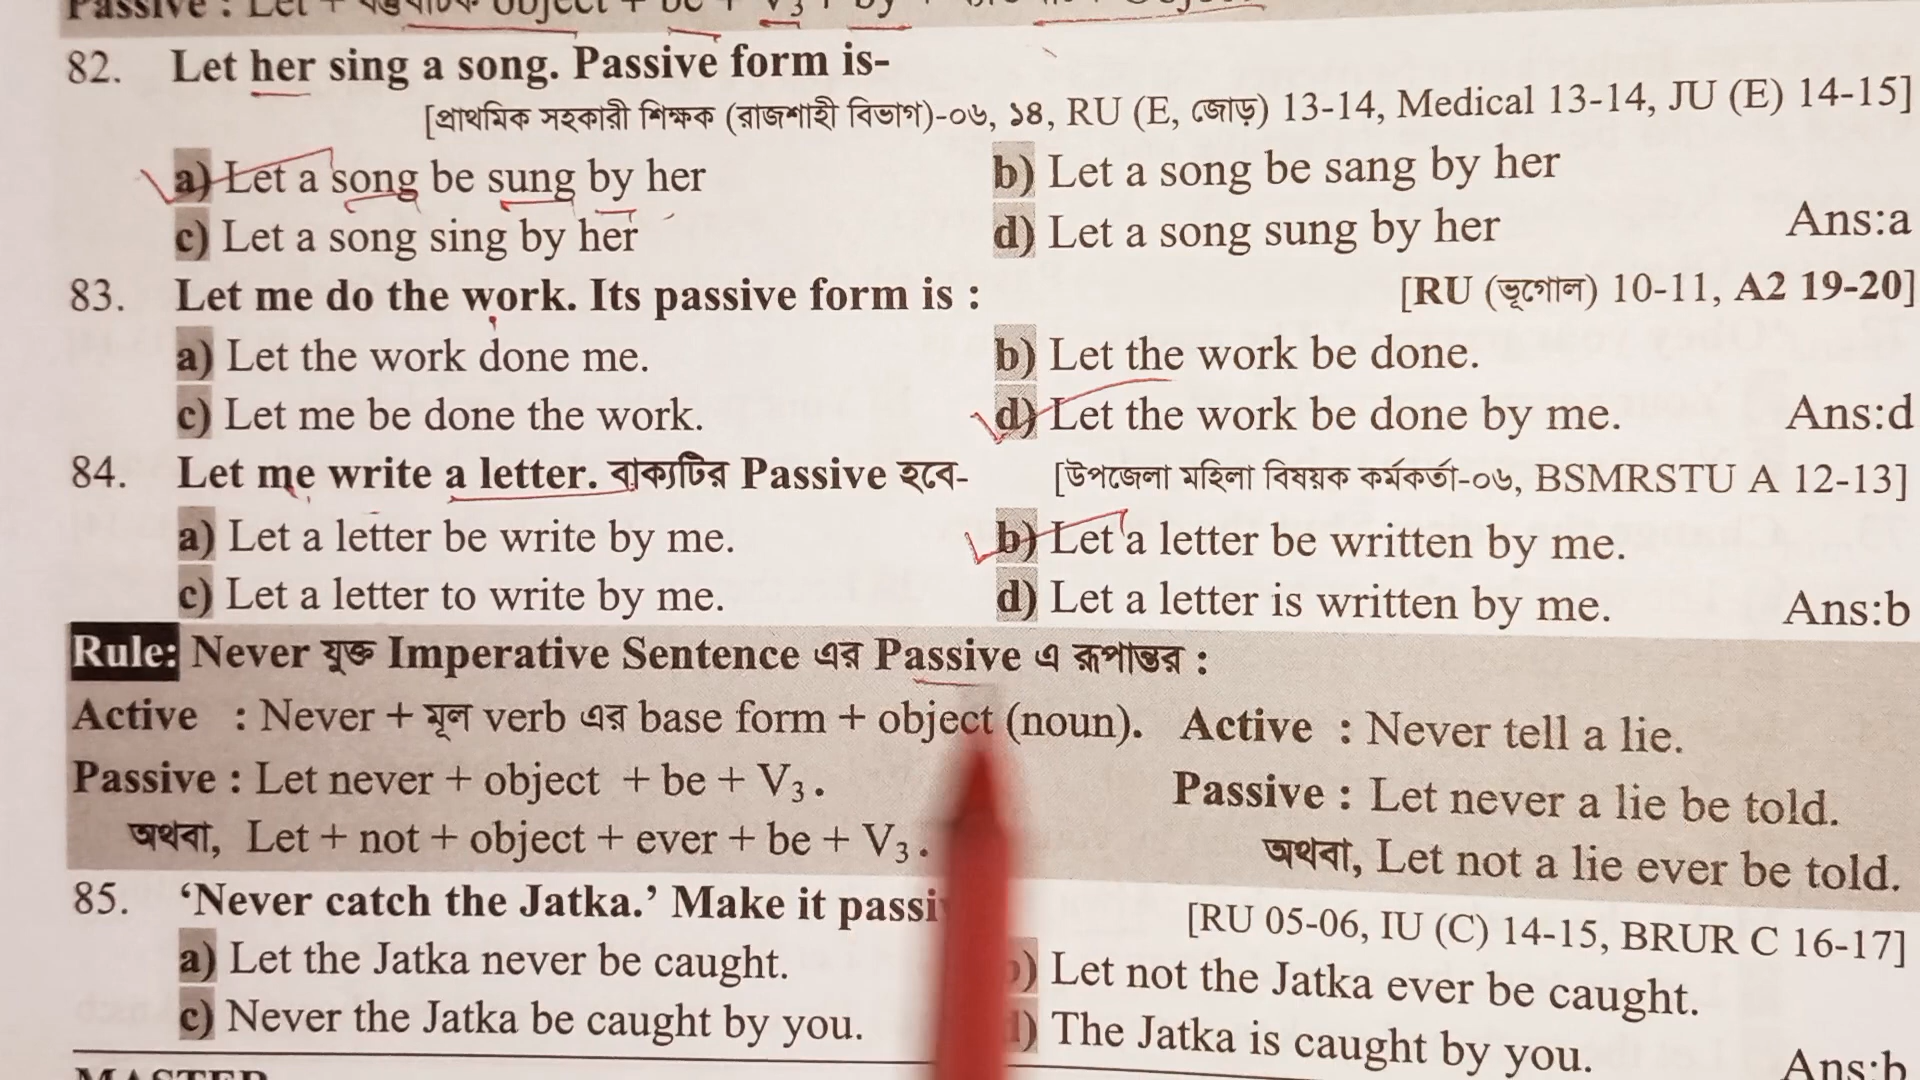 Passive : Let + object + be + V3 + by +
82. Let her sing a song. Passive form is-
[প্রাথমিক সহকারী শিক্ষক (রাজশাহী বিভাগ)-০৬, ১৪, RU (E, জোড়) 13-14, Medical 13-14, JU (E) 14-15]
a) Let a song be sung by her b) Let a song be sang by her
c) Let a song sing by her d) Let a song sung by her Ans:a
83. Let me do the work. Its passive form is : [RU (ভূগোল) 10-11, A2 19-20]
a) Let the work done me. b) Let the work be done.
c) Let me be done the work. d) Let the work be done by me. Ans:d
84. Let me write a letter. বাক্যটির Passive হবে- [উপজেলা মহিলা বিষয়ক কর্মকর্তা-০৬, BSMRSTU A 12-13]
a) Let a letter be write by me. b) Let a letter be written by me.
c) Let a letter to write by me. d) Let a letter is written by me. Ans:b
Rule: Never যুক্ত Imperative Sentence এর Passive এ রূপান্তর :
Active : Never + মূল verb এর base form + object (noun). Active : Never tell a lie.
Passive : Let never + object + be + V3. Passive : Let never a lie be told.
অথবা, Let + not + object + ever + be + V3. অথবা, Let not a lie ever be told.
85. ‘Never catch the Jatka.’ Make it [RU 05-06, IU (C) 14-15, BRUR C 16-17]
a) Let the Jatka never be caught. Let not the Jatka ever be caught.
c) Never the Jatka be caught by you. The Jatka is caught by you.
Ans:b
MASTER